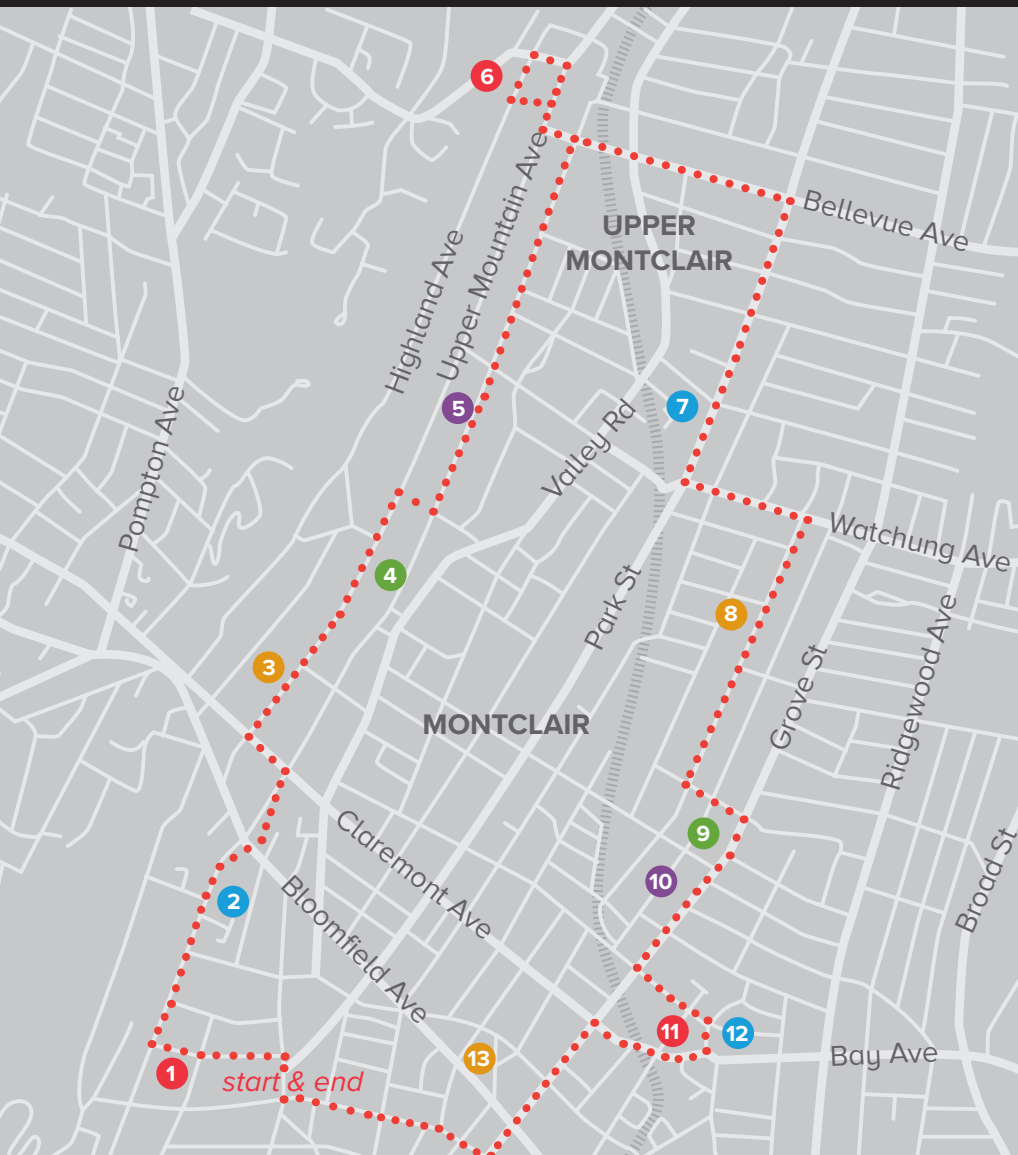 6
Bellevue Ave
UPPER
MONTCLAIR
Highland Ave
Upper Mountain Ave
5
7
Valley Rd
Pompton Ave
4
Watchung Ave
Park St
8
3
Grove St
Ridgewood Ave
MONTCLAIR
9
Claremont Ave
10
Broad St
2
Bloomfield Ave
11
12
13
Bay Ave
1
start & end